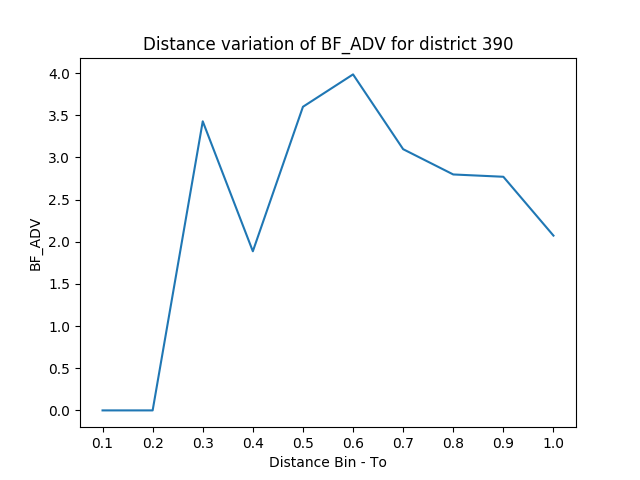 Distance variation of BF_ADV for district 390
4.0
3.5
3.0
2.5
2.0
1.5
1.0
0.5
0.0
BF_ADV
0.1 0.2 0.3 0.4 0.5 0.6 0.7 0.8 0.9 1.0
Distance Bin - To